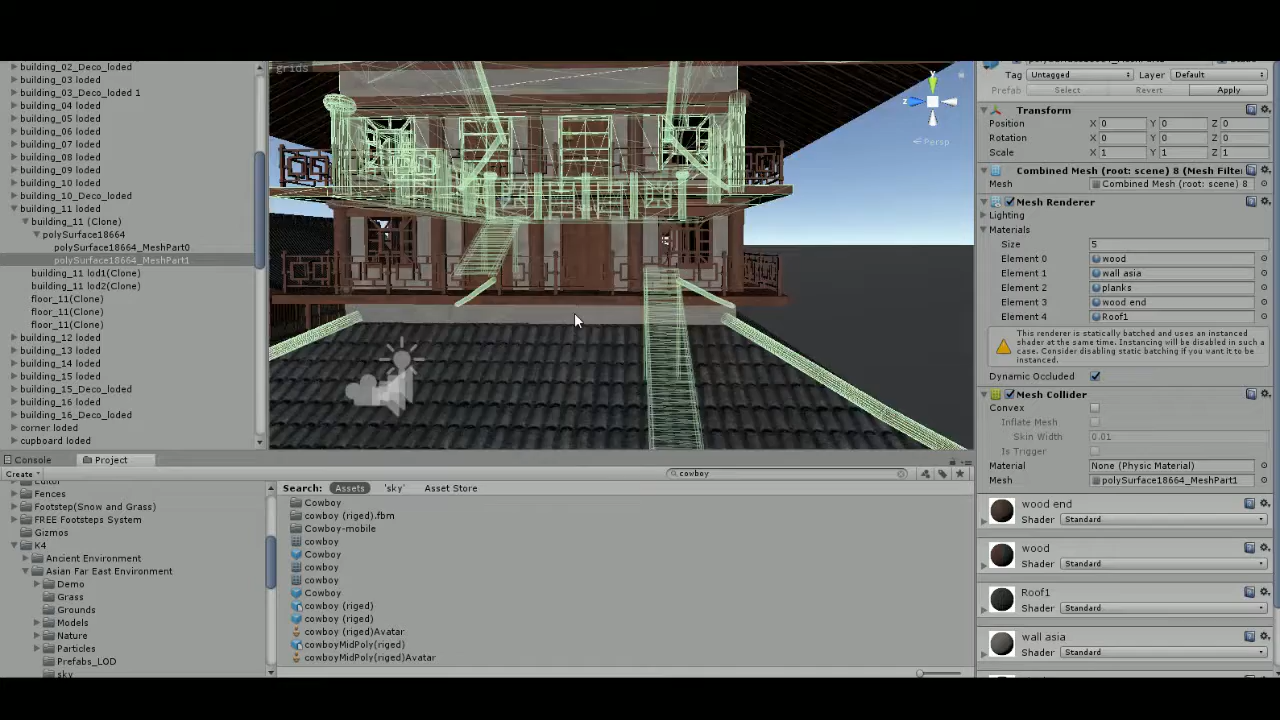 building_02_Deco_loded
building_03 loded
building_03_Deco_loded 1
building_04 loded
building_05 loded
building_06 loded
building_07 loded
building_08 loded
building_09 loded
building_10 loded
building_10_Deco_loded
building_11 loded
building_11 (Clone)
polySurface18664
polySurface18664_MeshPart0
polySurface18664_MeshPart1
building_11 lod1(Clone)
building_11 lod2(Clone)
floor_11(Clone)
floor_11(Clone)
floor_11(Clone)
building_12 loded
building_13 loded
building_14 loded
building_15 loded
building_15_Deco_loded
building_16 loded
building_16_Deco_loded
corner loded
cupboard loded
grids
y
z
Persp
Tag Untagged Layer Default
Prefab Select Revert Apply
Transform
Position X 0 Y 0 Z 0
Rotation X 0 Y 0 Z 0
Scale X 1 Y 1 Z 1
Combined Mesh (root: scene) 8 (Mesh Filter
Mesh Combined Mesh (root: scene) 8
Mesh Renderer
Lighting
Materials
Size 5
Element 0 wood
Element 1 wall asia
Element 2 planks
Element 3 wood end
Element 4 Roof1
This renderer is statically batched and uses an instanced
shader at the same time. Instancing will be disabled in such
a case. Consider disabling static batching if you want it to be
instanced.
Dynamic Occluded
Mesh Collider
Convex
Inflate Mesh
Skin Width 0.01
Is Trigger
Material None (Physic Material)
Mesh polySurface18664_MeshPart1
wood end
Shader Standard
wood
Shader Standard
Roof1
Shader Standard
wall asia
Shader Standard
Console Project
Create
cowboy
Fences
Footstep(Snow and Grass)
FREE Footsteps System
Gizmos
K4
Ancient Environment
Asian Far East Environment
Demo
Grass
Grounds
Models
Nature
Particles
Prefabs_LOD
sky
Search: Assets 'sky' Asset Store
Cowboy
cowboy (riged).fbm
Cowboy-mobile
cowboy
Cowboy
cowboy
cowboy
Cowboy
cowboy (riged)
cowboy (riged)
cowboy (riged)Avatar
cowboyMidPoly(riged)
cowboyMidPoly(riged)Avatar